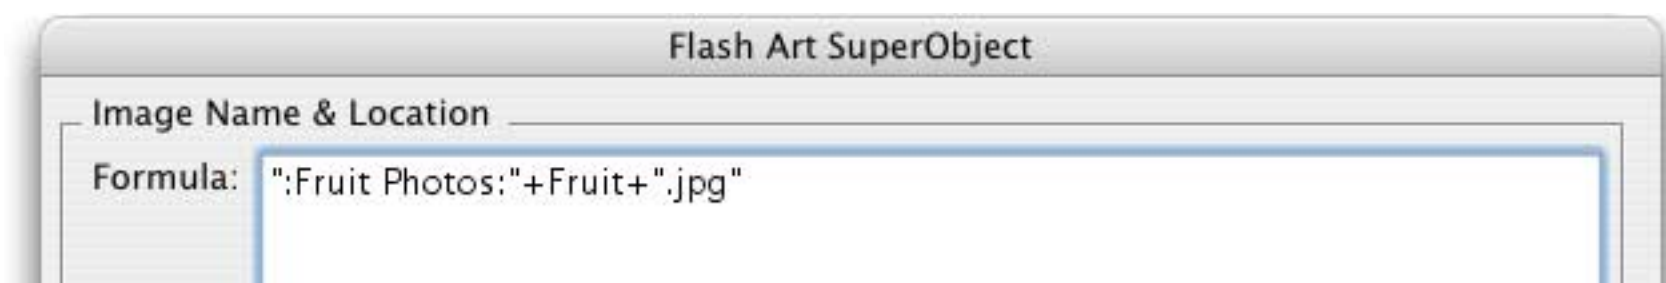 Flash Art SuperObject
Image Name & Location
Formula: ":Fruit Photos:"+Fruit+".jpg"